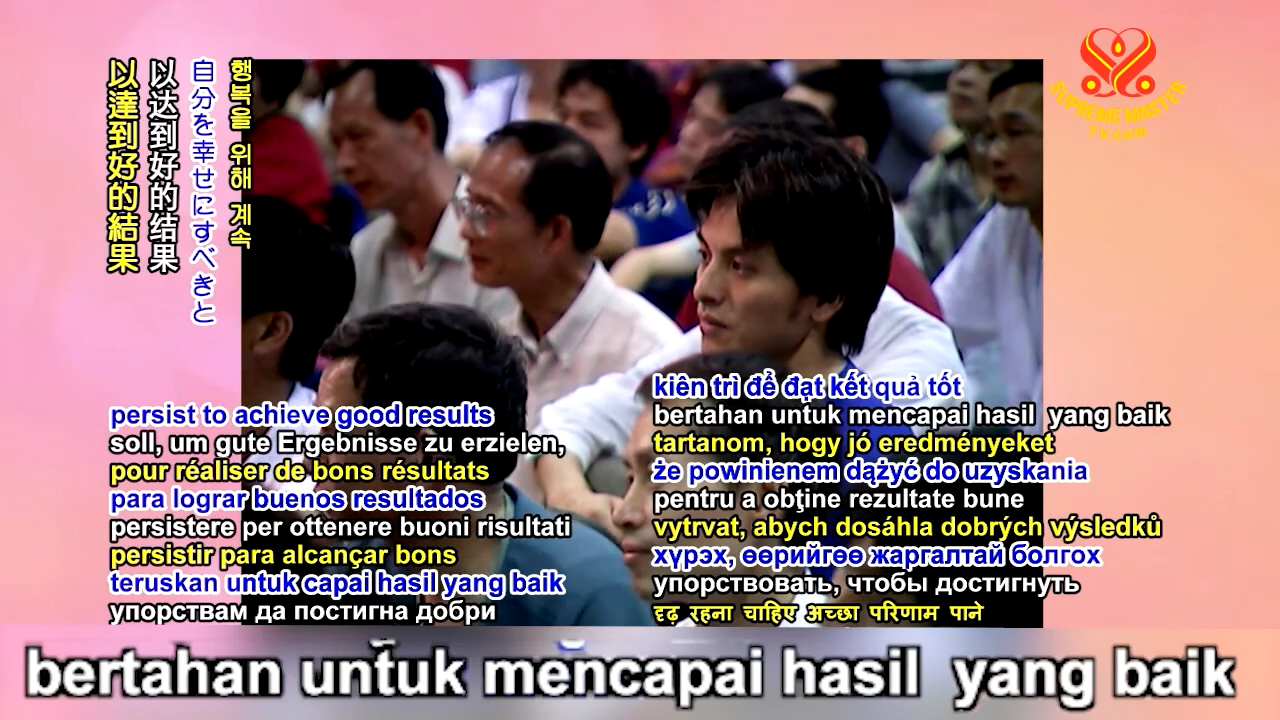 以達到好的結果
以达到好的结果
自分を幸せにすべきと
행복을 위해 계속
SUPREME MASTER
TV.COM
persist to achieve good results
soll, um gute Ergebnisse zu erzielen,
pour réaliser de bons résultats
para lograr buenos resultados
persistere per ottenere buoni risultati
persistir para alcançar bons
teruskan untuk capai hasil yang baik
упорствам да постигна добри
kiên trì để đạt kết quả tốt
bertahan untuk mencapai hasil  yang baik
tartanom, hogy jó eredményeket
że powinienem dążyć do uzyskania
pentru a obţine rezultate bune
vytrvat, abych dosáhla dobrých výsledků
хүрэх, өөрийгөө жаргалтай болгох
упорствовать, чтобы достигнуть
दृढ़ रहना चाहिए अच्छा परिणाम पाने
bertahan untuk mencapai hasil  yang baik